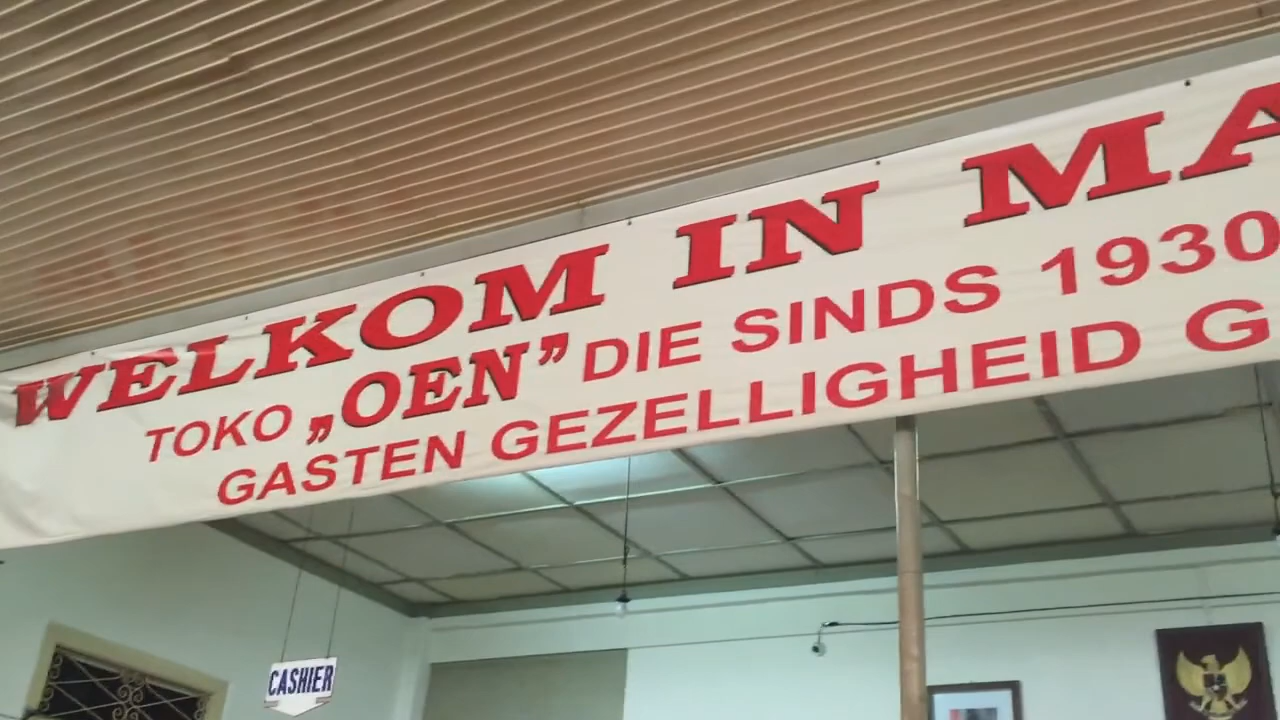 WELKOM IN MA
TOKO „OEN” DIE SINDS 1930
GASTEN GEZELLIGHEID G
CASHIER